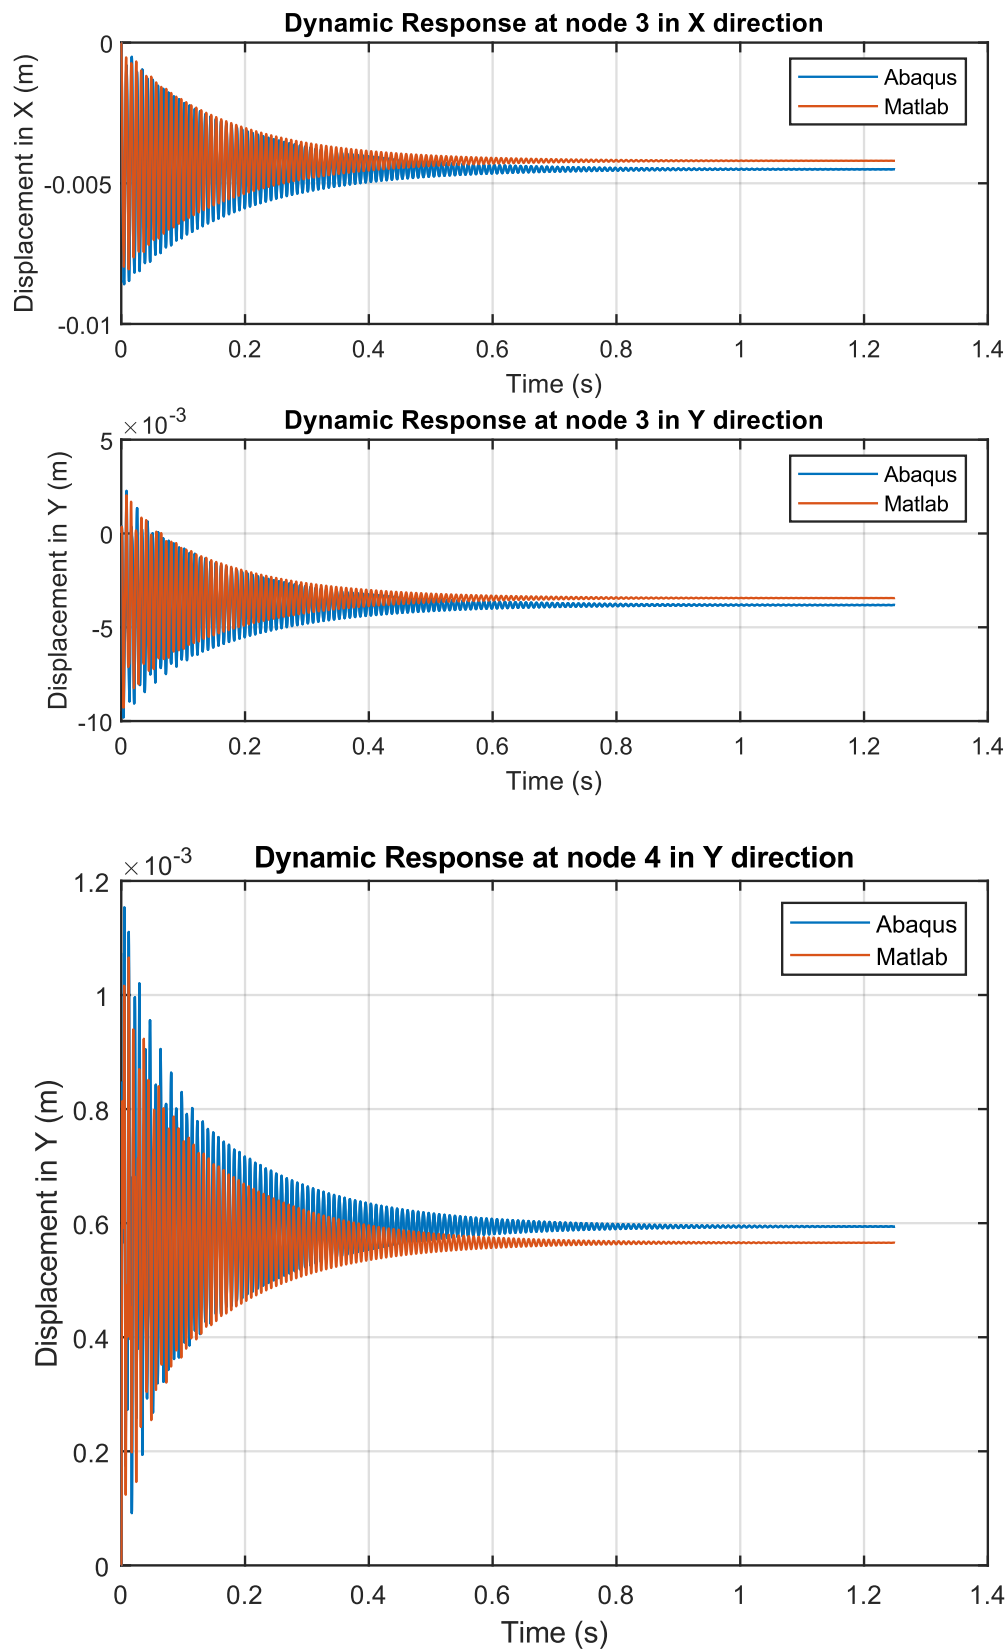 Dynamic Response at node 3 in X direction
0
-0.005
-0.01
Displacement in X (m)
Abaqus
Matlab
0 0.2 0.4 0.6 0.8 1 1.2 1.4
Time (s)
Dynamic Response at node 3 in Y direction
×10-3
5
0
-5
-10
Displacement in Y (m)
Abaqus
Matlab
0 0.2 0.4 0.6 0.8 1 1.2 1.4
Time (s)
Dynamic Response at node 4 in Y direction
×10-3
1.2
1
0.8
0.6
0.4
0.2
0
Displacement in Y (m)
Abaqus
Matlab
0 0.2 0.4 0.6 0.8 1 1.2 1.4
Time (s)